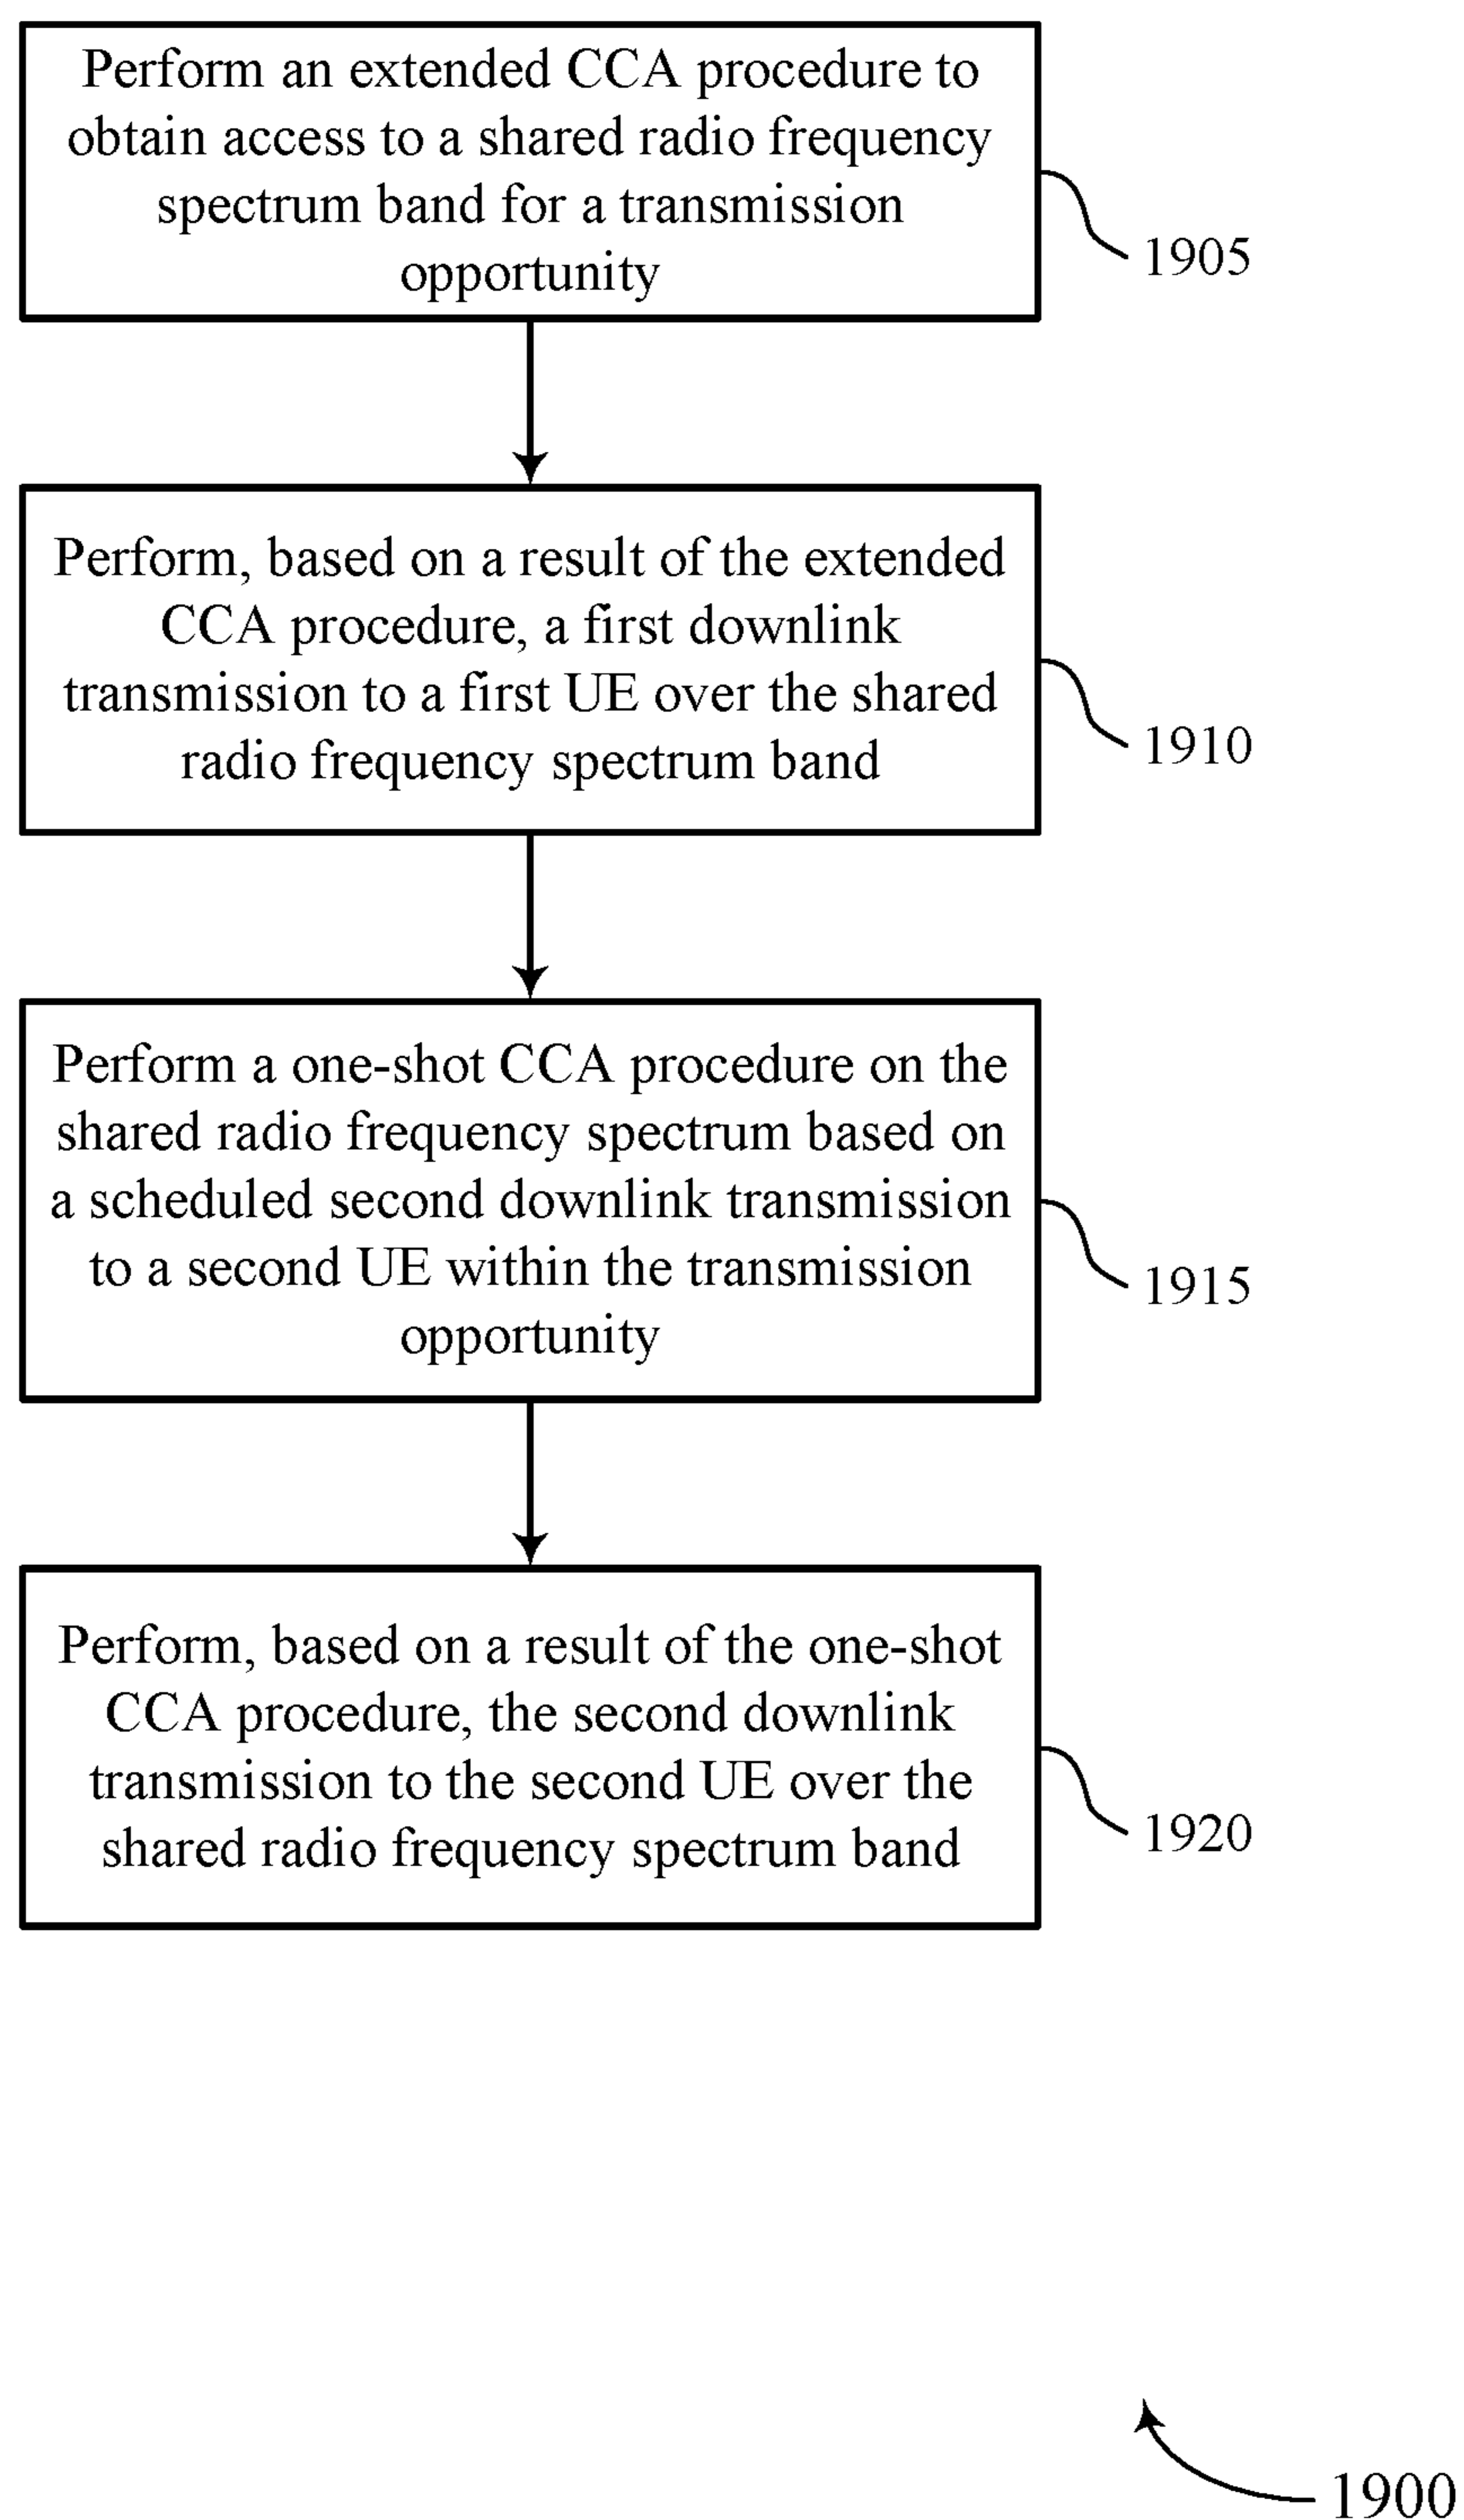 Perform an extended CCA procedure to
obtain access to a shared radio frequency
spectrum band for a transmission
opportunity
1905
Perform, based on a result of the extended
CCA procedure, a first downlink
transmission to a first UE over the shared
radio frequency spectrum band
1910
Perform a one-shot CCA procedure on the
shared radio frequency spectrum based on
a scheduled second downlink transmission
to a second UE within the transmission
opportunity
1915
Perform, based on a result of the one-shot
CCA procedure, the second downlink
transmission to the second UE over the
shared radio frequency spectrum band
1920
1900